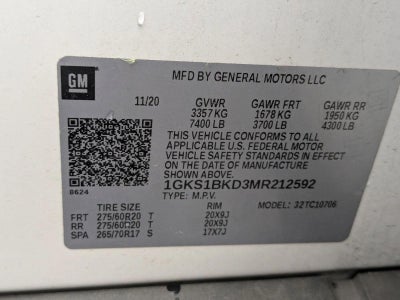 GM
MFD BY GENERAL MOTORS LLC
11/20 GVWR GAWR FRT GAWR RR
3357 KG 1678 KG 1950 KG
7400 LB 3700 LB 4300 LB
THIS VEHICLE CONFORMS TO ALL
APPLICABLE U.S. FEDERAL MOTOR
VEHICLE SAFETY STANDARDS IN EFFECT
ON THE DATE OF MANUFACTURE SHOWN ABOVE.
8624
1GKS1BKD3MR212592
TYPE: M.P.V. MODEL: 32TC10706
TIRE SIZE RIM
FRT 275/60R20 T 20X9J
RR 275/60R20 T 20X9J
SPA 265/70R17 S 17X7J